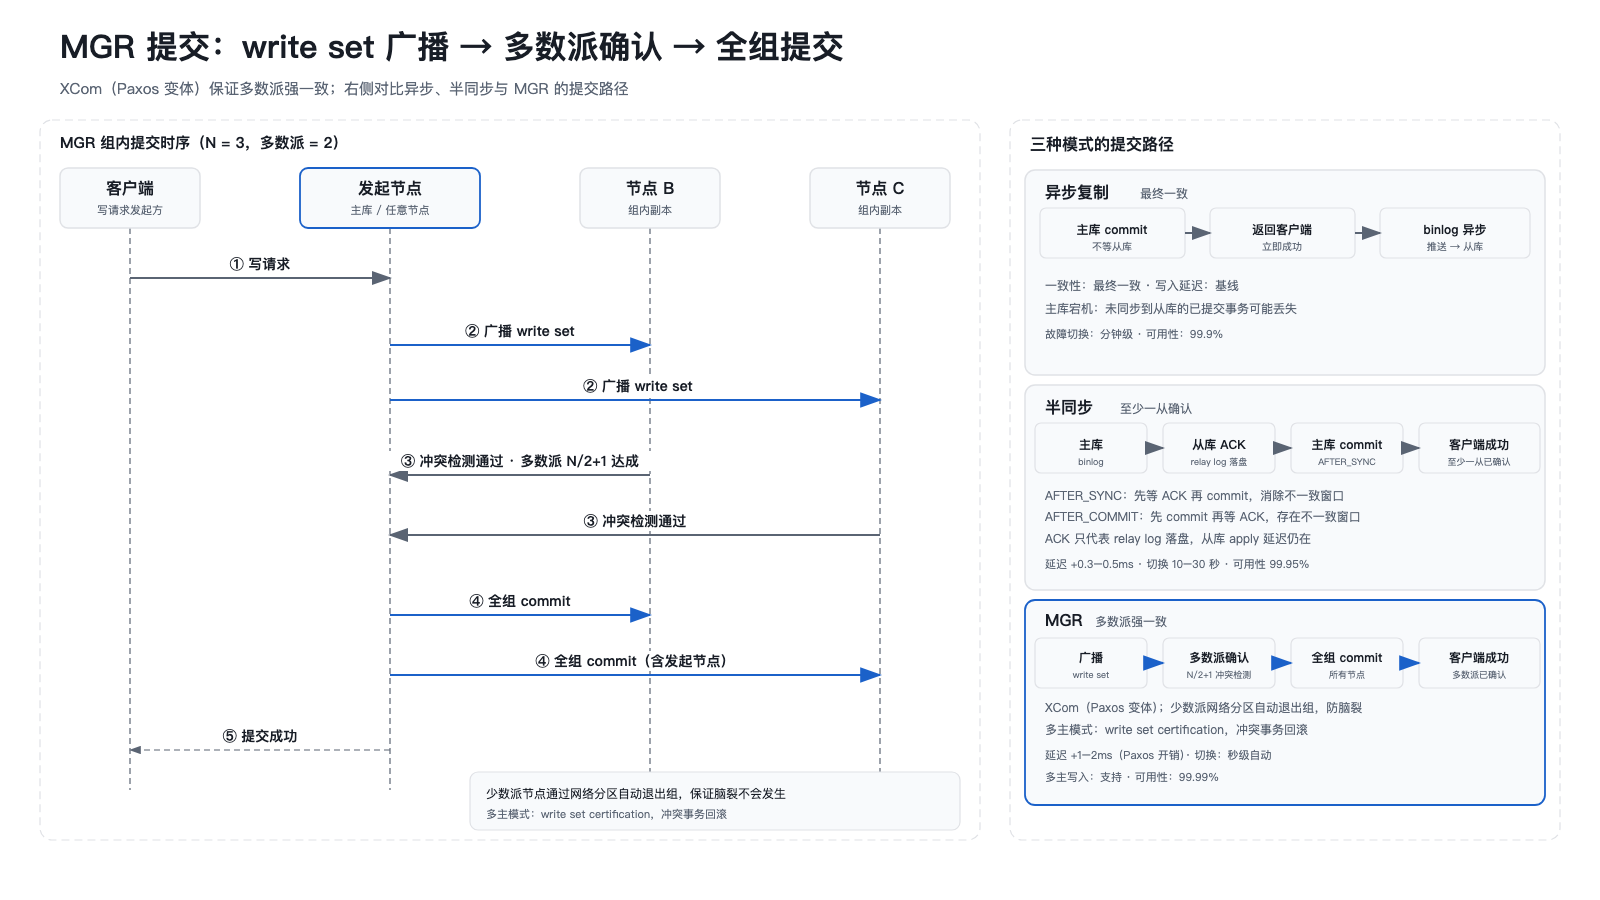 MGR 提交：write set 广播 → 多数派确认 → 全组提交
XCom（Paxos 变体）保证多数派强一致；右侧对比异步、半同步与 MGR 的提交路径
MGR 组内提交时序（N = 3，多数派 = 2）
客户端
写请求发起方
发起节点
主库 / 任意节点
节点 B
组内副本
节点 C
组内副本
① 写请求
② 广播 write set
② 广播 write set
③ 冲突检测通过 · 多数派 N/2+1 达成
③ 冲突检测通过
④ 全组 commit
④ 全组 commit（含发起节点）
⑤ 提交成功
少数派节点通过网络分区自动退出组，保证脑裂不会发生
多主模式：write set certification，冲突事务回滚
三种模式的提交路径
异步复制 最终一致
主库 commit
不等从库
返回客户端
立即成功
binlog 异步
推送 → 从库
一致性：最终一致 · 写入延迟：基线
主库宕机：未同步到从库的已提交事务可能丢失
故障切换：分钟级 · 可用性：99.9%
半同步 至少一从确认
主库
binlog
从库 ACK
relay log 落盘
主库 commit
AFTER_SYNC
客户端成功
至少一从已确认
AFTER_SYNC：先等 ACK 再 commit，消除不一致窗口
AFTER_COMMIT：先 commit 再等 ACK，存在不一致窗口
ACK 只代表 relay log 落盘，从库 apply 延迟仍在
延迟 +0.3–0.5ms · 切换 10–30 秒 · 可用性 99.95%
MGR 多数派强一致
广播
write set
多数派确认
N/2+1 冲突检测
全组 commit
所有节点
客户端成功
多数派已确认
XCom（Paxos 变体）；少数派网络分区自动退出组，防脑裂
多主模式：write set certification，冲突事务回滚
延迟 +1–2ms（Paxos 开销）· 切换：秒级自动
多主写入：支持 · 可用性：99.99%